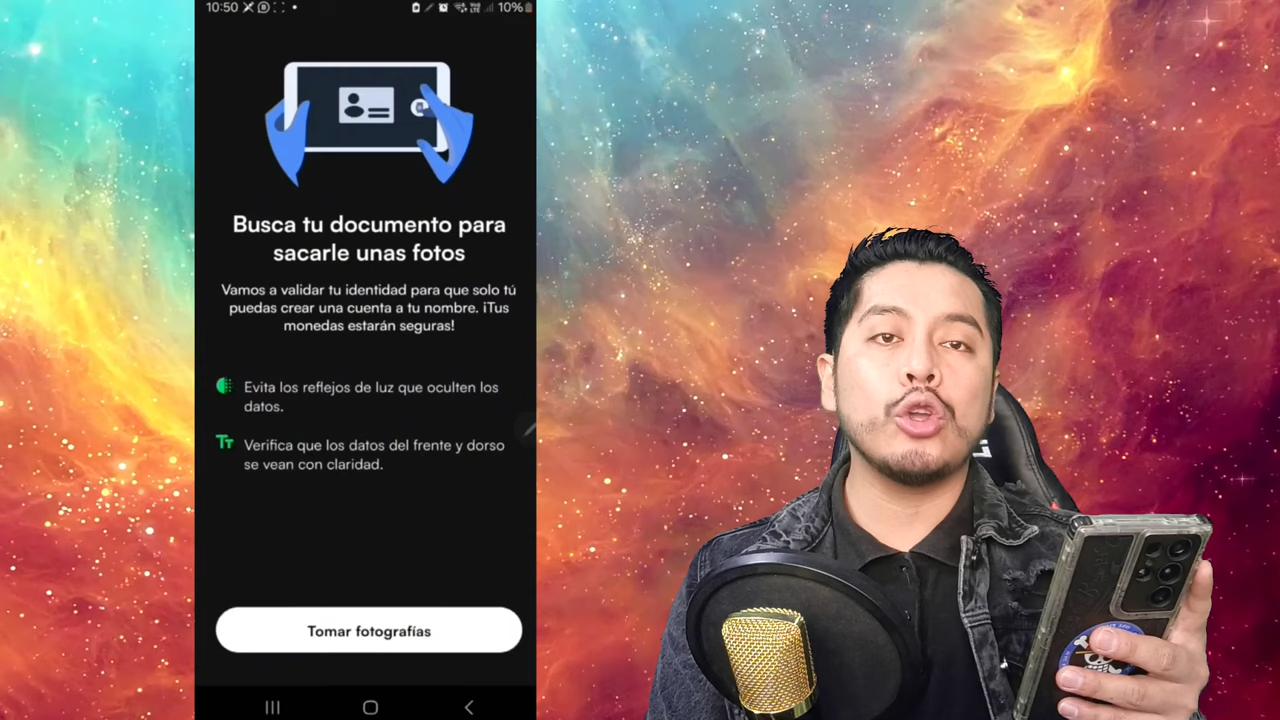 10:50
10%
Busca tu documento para
sacarle unas fotos
Vamos a validar tu identidad para que solo tú
puedas crear una cuenta a tu nombre. ¡Tus
monedas estarán seguras!
Evita los reflejos de luz que oculten los
datos.
Tт Verifica que los datos del frente y dorso
se vean con claridad.
Tomar fotografías